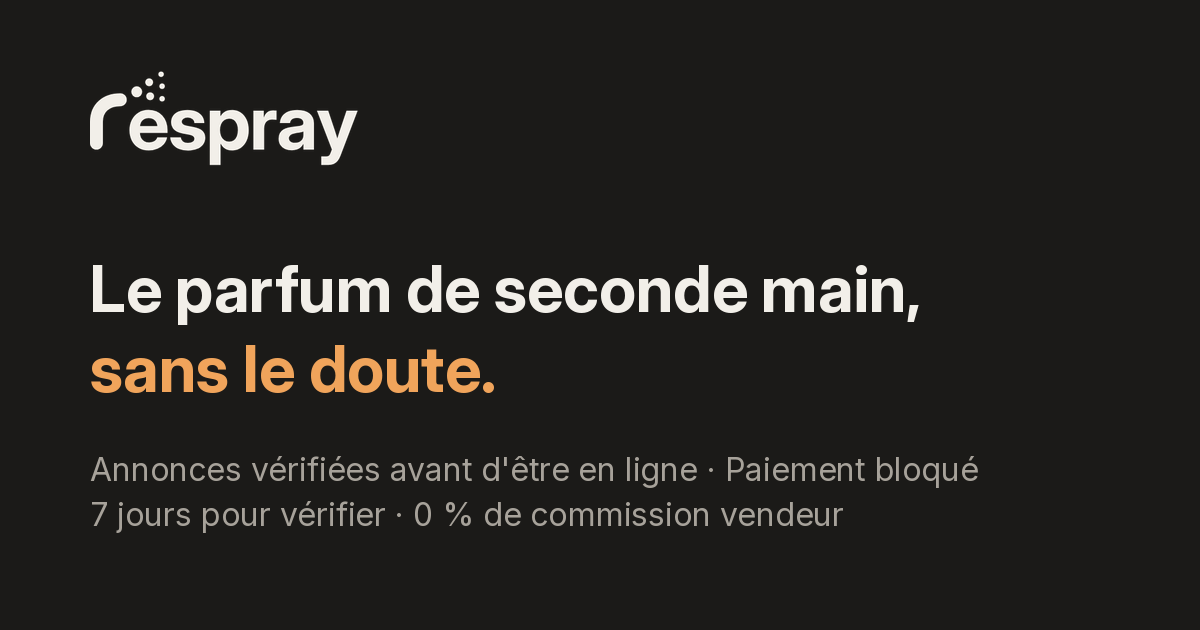 respray
Le parfum de seconde main,
sans le doute.
Annonces vérifiées avant d'être en ligne · Paiement bloqué
7 jours pour vérifier · 0 % de commission vendeur